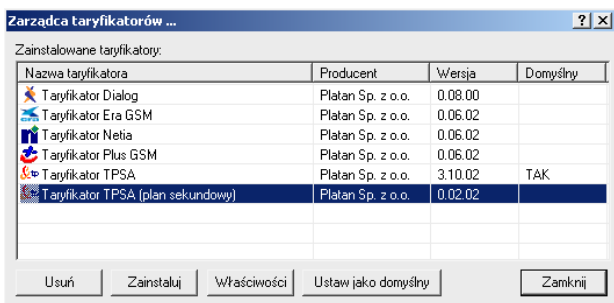 Zarządca taryfikatorów ...
Zainstalowane taryfikatory:
Nazwa taryfikatora Producent Wersja Domyślny
Taryfikator Dialog Platan Sp. z o.o. 0.08.00
Taryfikator Era GSM Platan Sp. z o.o. 0.06.02
Taryfikator Netia Platan Sp. z o.o. 0.06.02
Taryfikator Plus GSM Platan Sp. z o.o. 0.06.02
Taryfikator TPSA Platan Sp. z o.o. 3.10.02 TAK
Taryfikator TPSA (plan sekundowy) Platan Sp. z o.o. 0.02.02
Usuń Zainstaluj Właściwości Ustaw jako domyślny Zamknij